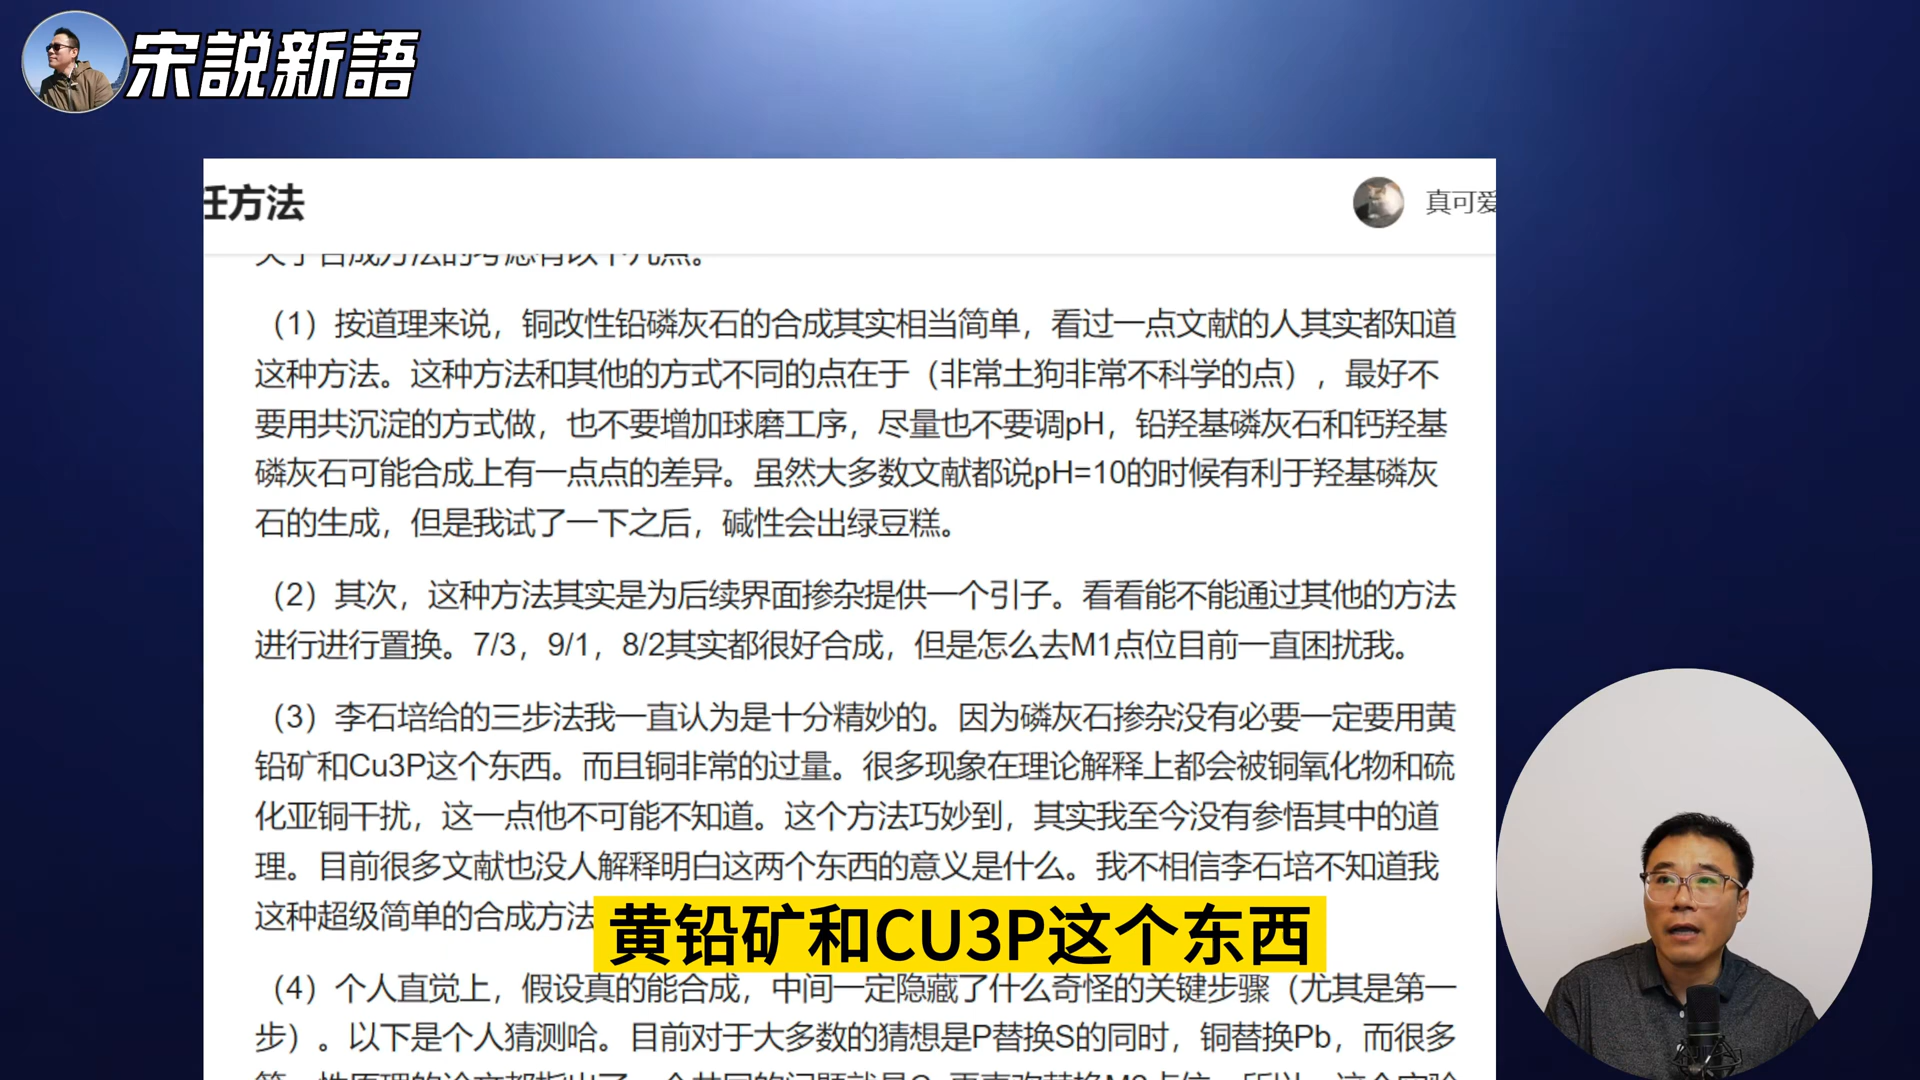 宋説新語
任方法
真可爱
关于合成方法的考虑有以下几点。
（1）按道理来说，铜改性铅磷灰石的合成其实相当简单，看过一点文献的人其实都知道
这种方法。这种方法和其他的方式不同的点在于（非常土狗非常不科学的点），最好不
要用共沉淀的方式做，也不要增加球磨工序，尽量也不要调pH，铅羟基磷灰石和钙羟基
磷灰石可能合成上有一点点的差异。虽然大多数文献都说pH=10的时候有利于羟基磷灰
石的生成，但是我试了一下之后，碱性会出绿豆糕。
（2）其次，这种方法其实是为后续界面掺杂提供一个引子。看看能不能通过其他的方法
进行进行置换。7/3，9/1，8/2其实都很好合成，但是怎么去M1点位目前一直困扰我。
（3）李石培给的三步法我一直认为是十分精妙的。因为磷灰石掺杂没有必要一定要用黄
铅矿和Cu3P这个东西。而且铜非常的过量。很多现象在理论解释上都会被铜氧化物和硫
化亚铜干扰，这一点他不可能不知道。这个方法巧妙到，其实我至今没有参悟其中的道
理。目前很多文献也没人解释明白这两个东西的意义是什么。我不相信李石培不知道我
这种超级简单的合成方法
黄铅矿和CU3P这个东西
（4）个人直觉上，假设真的能合成，中间一定隐藏了什么奇怪的关键步骤（尤其是第一
步）。以下是个人猜测哈。目前对于大多数的猜想是P替换S的同时，铜替换Pb，而很多